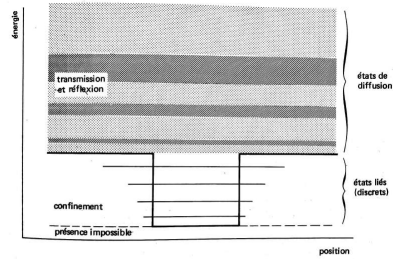 énergie
transmission
et réflexion
états de
diffusion
états liés
(discrets)
confinement
présence impossible
position